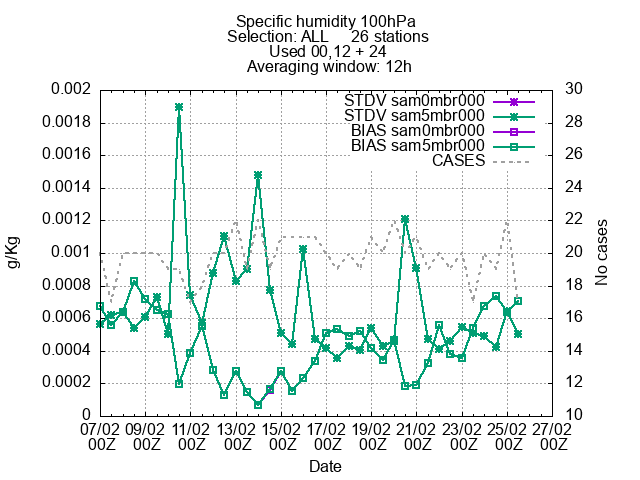 Specific humidity 100hPa
Selection: ALL 26 stations
Used 00,12 + 24
Averaging window: 12h
STDV sam0mbr000
STDV sam5mbr000
BIAS sam0mbr000
BIAS sam5mbr000
CASES
g/Kg
0.002
0.0018
0.0016
0.0014
0.0012
0.001
0.0008
0.0006
0.0004
0.0002
0
30
28
26
24
22
20
18
16
14
12
10
No cases
07/02 09/02 11/02 13/02 15/02 17/02 19/02 21/02 23/02 25/02 27/02
00Z 00Z 00Z 00Z 00Z 00Z 00Z 00Z 00Z 00Z 00Z
Date